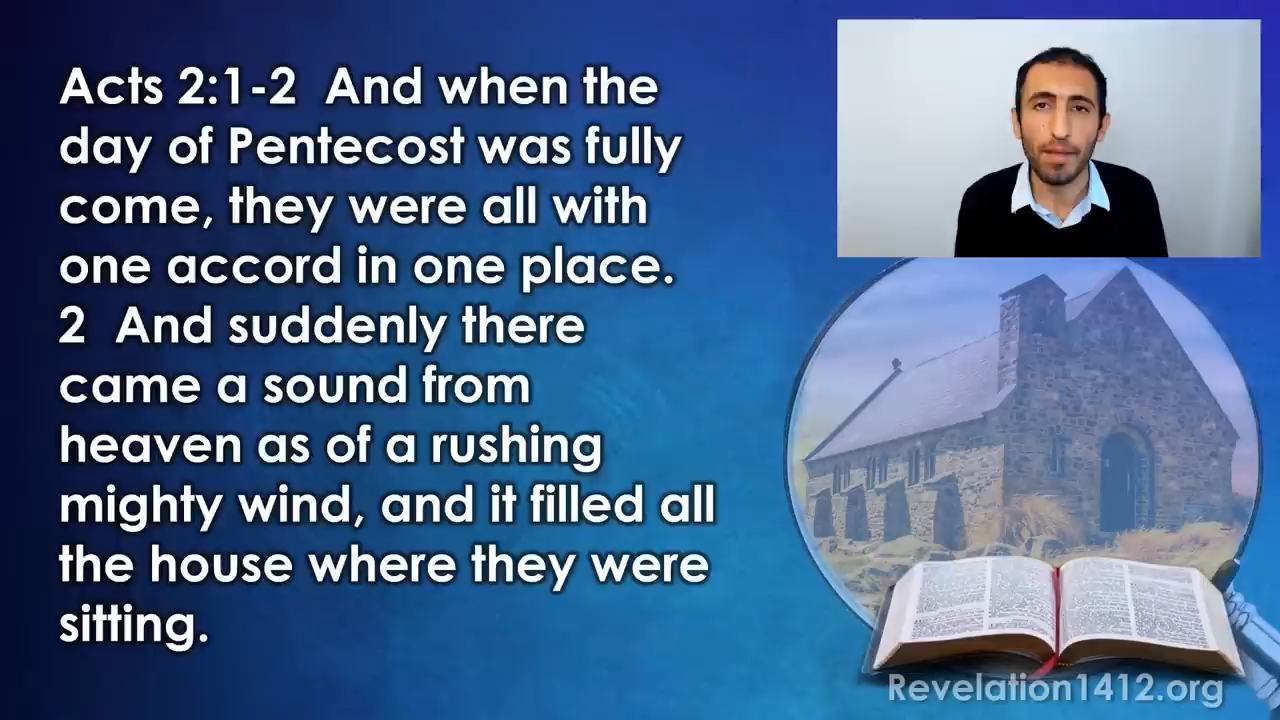 Acts 2:1-2  And when the
day of Pentecost was fully
come, they were all with
one accord in one place.
2  And suddenly there
came a sound from
heaven as of a rushing
mighty wind, and it filled all
the house where they were
sitting.
Revelation1412.org